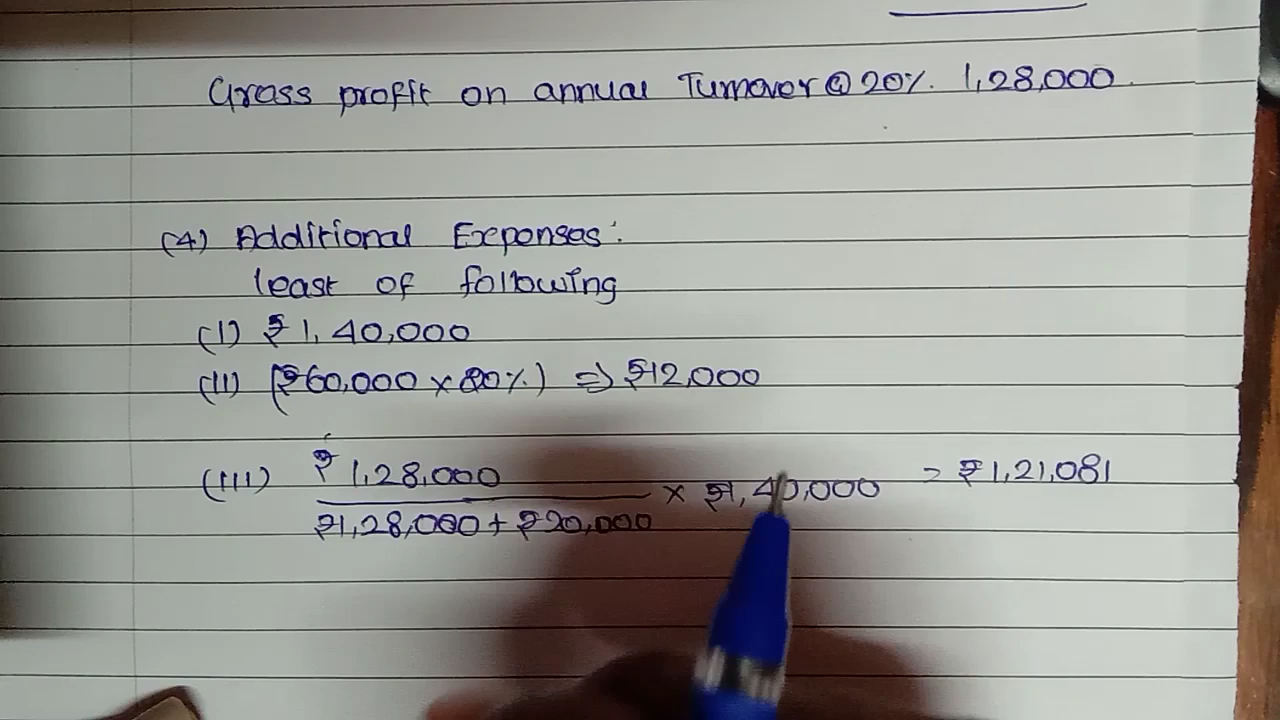 Gross profit on annual Turnover @ 20%. 1,28,000.
(4) Additional Expenses:
least of following
(I) ₹ 1,40,000
(II) (₹60,000 x 20%) => ₹12,000
(III) ₹ 1,28,000
₹1,28,000 + ₹20,000 x ₹1,40,000 = ₹1,21,081